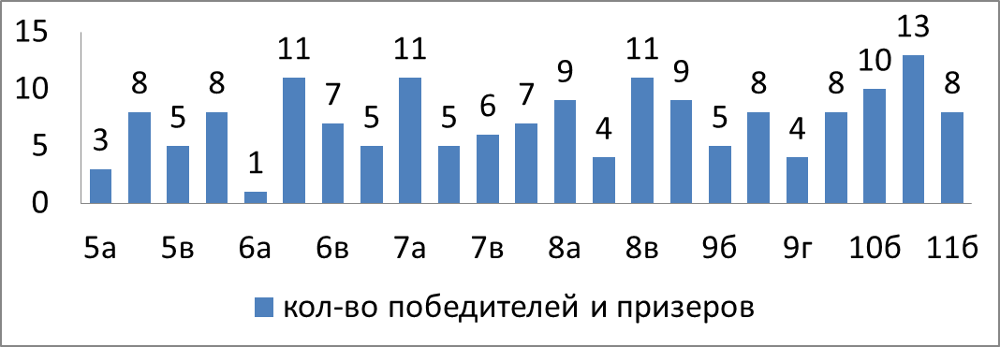 15
10
5
0
3 8 5 8 1 11 7 5 11 5 6 7 9 4 11 9 5 8 4 8 10 13 8
5а 5в 6а 6в 7а 7в 8а 8в 9б 9г 10б 11б
кол-во победителей и призеров